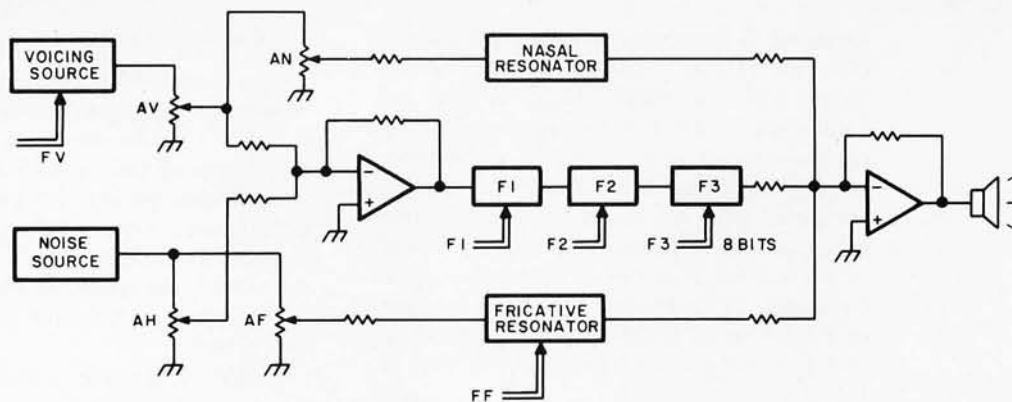 VOICING
SOURCE
FV
AV
AN
NASAL
RESONATOR
−
+
F1
F2
F3
F1
F2
F3
8 BITS
−
+
NOISE
SOURCE
AH
AF
FRICATIVE
RESONATOR
FF